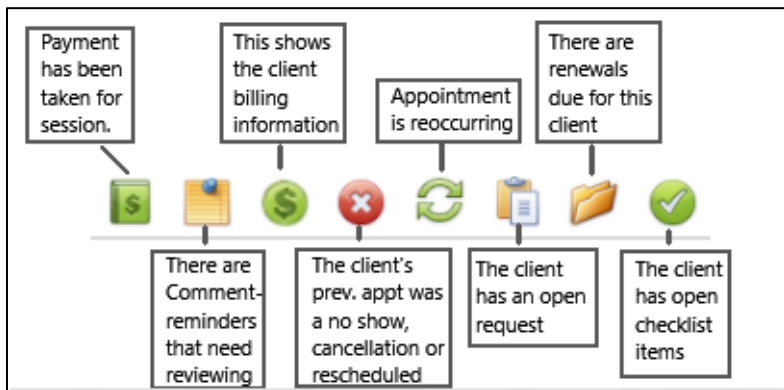 Payment
has been
taken for
session.
This shows
the client
billing
information
Appointment
is reoccurring
There are
renewals
due for this
client
There are
Comment-
reminders
that need
reviewing
The client's
prev. appt was
a no show,
cancellation or
rescheduled
The client
has an open
request
The client
has open
checklist
items